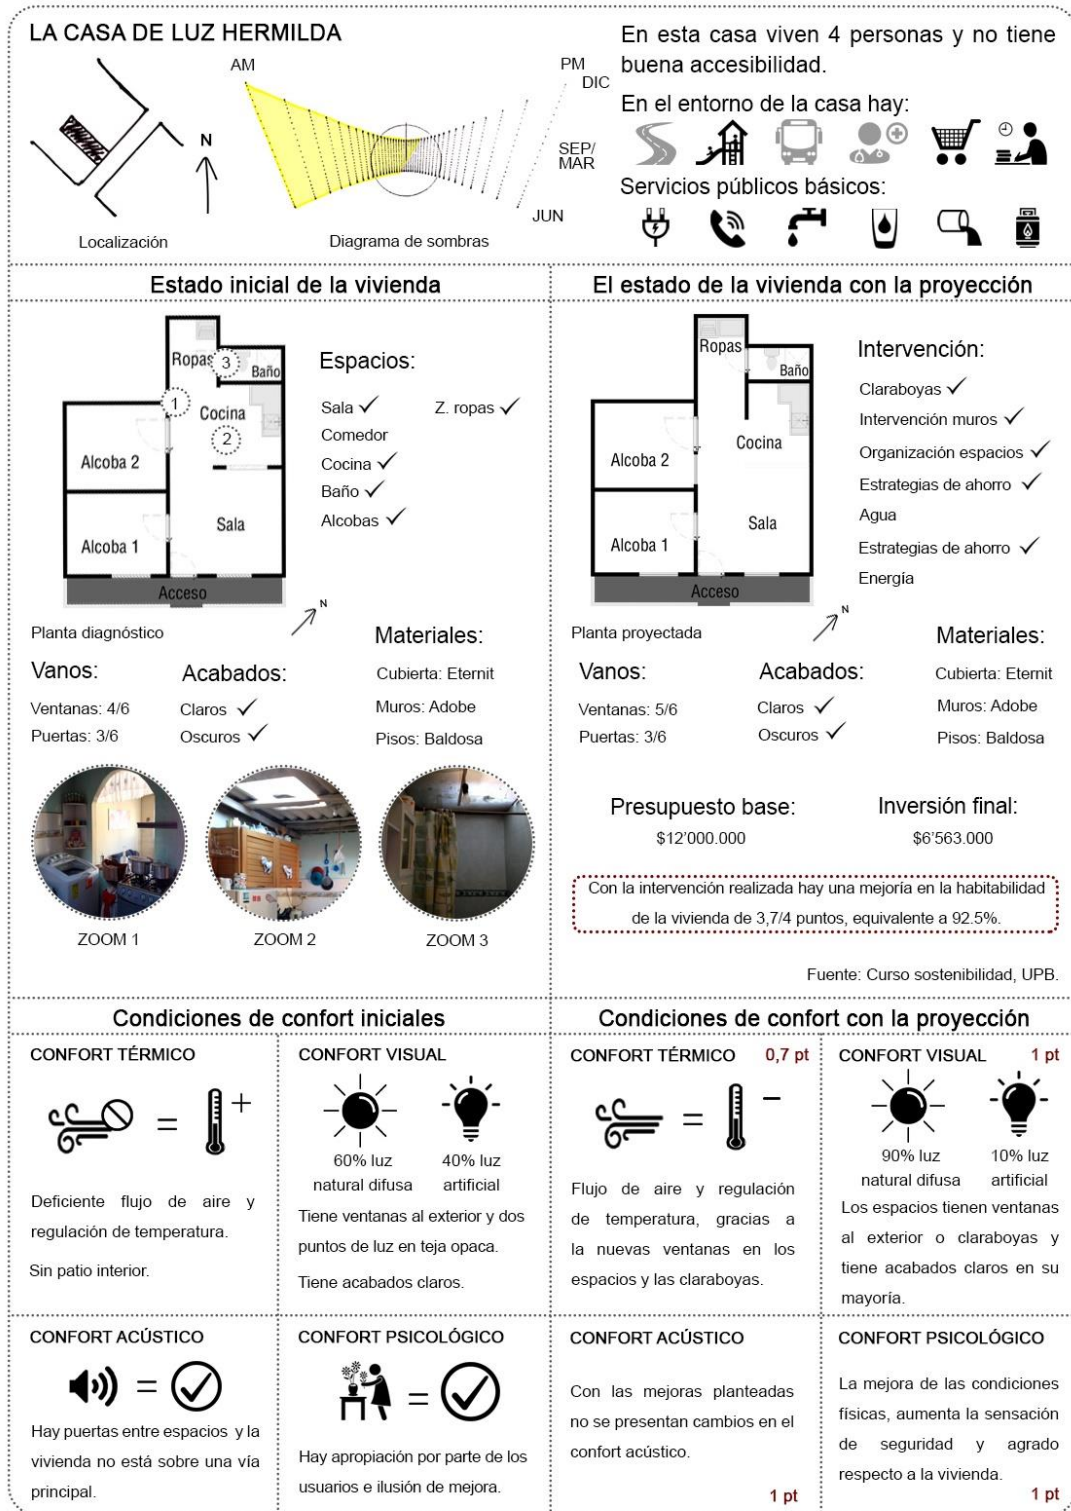 LA CASA DE LUZ HERMILDA
AM
PM
DIC
SEP/
MAR
JUN
N
Localización
Diagrama de sombras
En esta casa viven 4 personas y no tiene
buena accesibilidad.
En el entorno de la casa hay:
Servicios públicos básicos:
Estado inicial de la vivienda
Ropas
3
Baño
1
Cocina
2
Alcoba 2
Sala
Alcoba 1
Acceso
N
Planta diagnóstico
Espacios:
Sala ✓
Z. ropas ✓
Comedor
Cocina ✓
Baño ✓
Alcobas ✓
Vanos:
Ventanas: 4/6
Puertas: 3/6
Acabados:
Claros ✓
Oscuros ✓
Materiales:
Cubierta: Eternit
Muros: Adobe
Pisos: Baldosa
ZOOM 1
ZOOM 2
ZOOM 3
El estado de la vivienda con la proyección
Ropas
Baño
Cocina
Alcoba 2
Sala
Alcoba 1
Acceso
N
Planta proyectada
Intervención:
Claraboyas ✓
Intervención muros ✓
Organización espacios ✓
Estrategias de ahorro ✓
Agua
Estrategias de ahorro ✓
Energía
Vanos:
Ventanas: 5/6
Puertas: 3/6
Acabados:
Claros ✓
Oscuros ✓
Materiales:
Cubierta: Eternit
Muros: Adobe
Pisos: Baldosa
Presupuesto base:
$12'000.000
Inversión final:
$6'563.000
Con la intervención realizada hay una mejoría en la habitabilidad
de la vivienda de 3,7/4 puntos, equivalente a 92.5%.
Fuente: Curso sostenibilidad, UPB.
Condiciones de confort iniciales
CONFORT TÉRMICO
= +
Deficiente flujo de aire y
regulación de temperatura.
Sin patio interior.
CONFORT VISUAL
60% luz
natural difusa
40% luz
artificial
Tiene ventanas al exterior y dos
puntos de luz en teja opaca.
Tiene acabados claros.
CONFORT ACÚSTICO
=
Hay puertas entre espacios y la
vivienda no está sobre una vía
principal.
CONFORT PSICOLÓGICO
=
Hay apropiación por parte de los
usuarios e ilusión de mejora.
Condiciones de confort con la proyección
CONFORT TÉRMICO 0,7 pt
= −
Flujo de aire y regulación
de temperatura, gracias a
la nuevas ventanas en los
espacios y las claraboyas.
CONFORT VISUAL 1 pt
90% luz
natural difusa
10% luz
artificial
Los espacios tienen ventanas
al exterior o claraboyas y
tiene acabados claros en su
mayoría.
CONFORT ACÚSTICO
Con las mejoras planteadas
no se presentan cambios en el
confort acústico.
1 pt
CONFORT PSICOLÓGICO
La mejora de las condiciones
físicas, aumenta la sensación
de seguridad y agrado
respecto a la vivienda.
1 pt